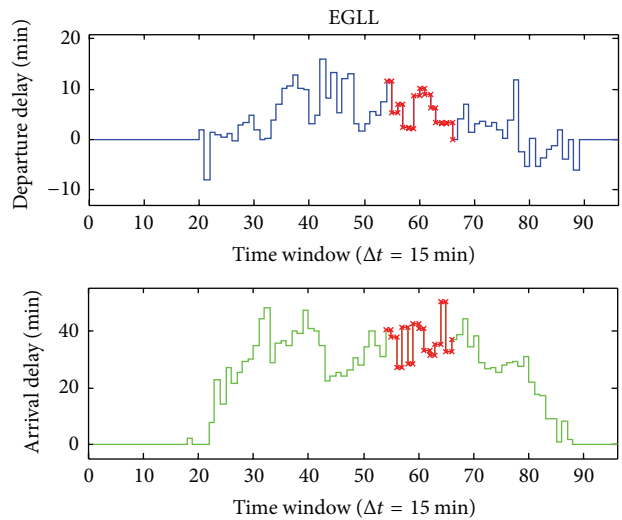 EGLL
Departure delay (min)
20
10
0
−10
0 10 20 30 40 50 60 70 80 90
Time window (Δt = 15 min)
Arrival delay (min)
40
20
0
0 10 20 30 40 50 60 70 80 90
Time window (Δt = 15 min)